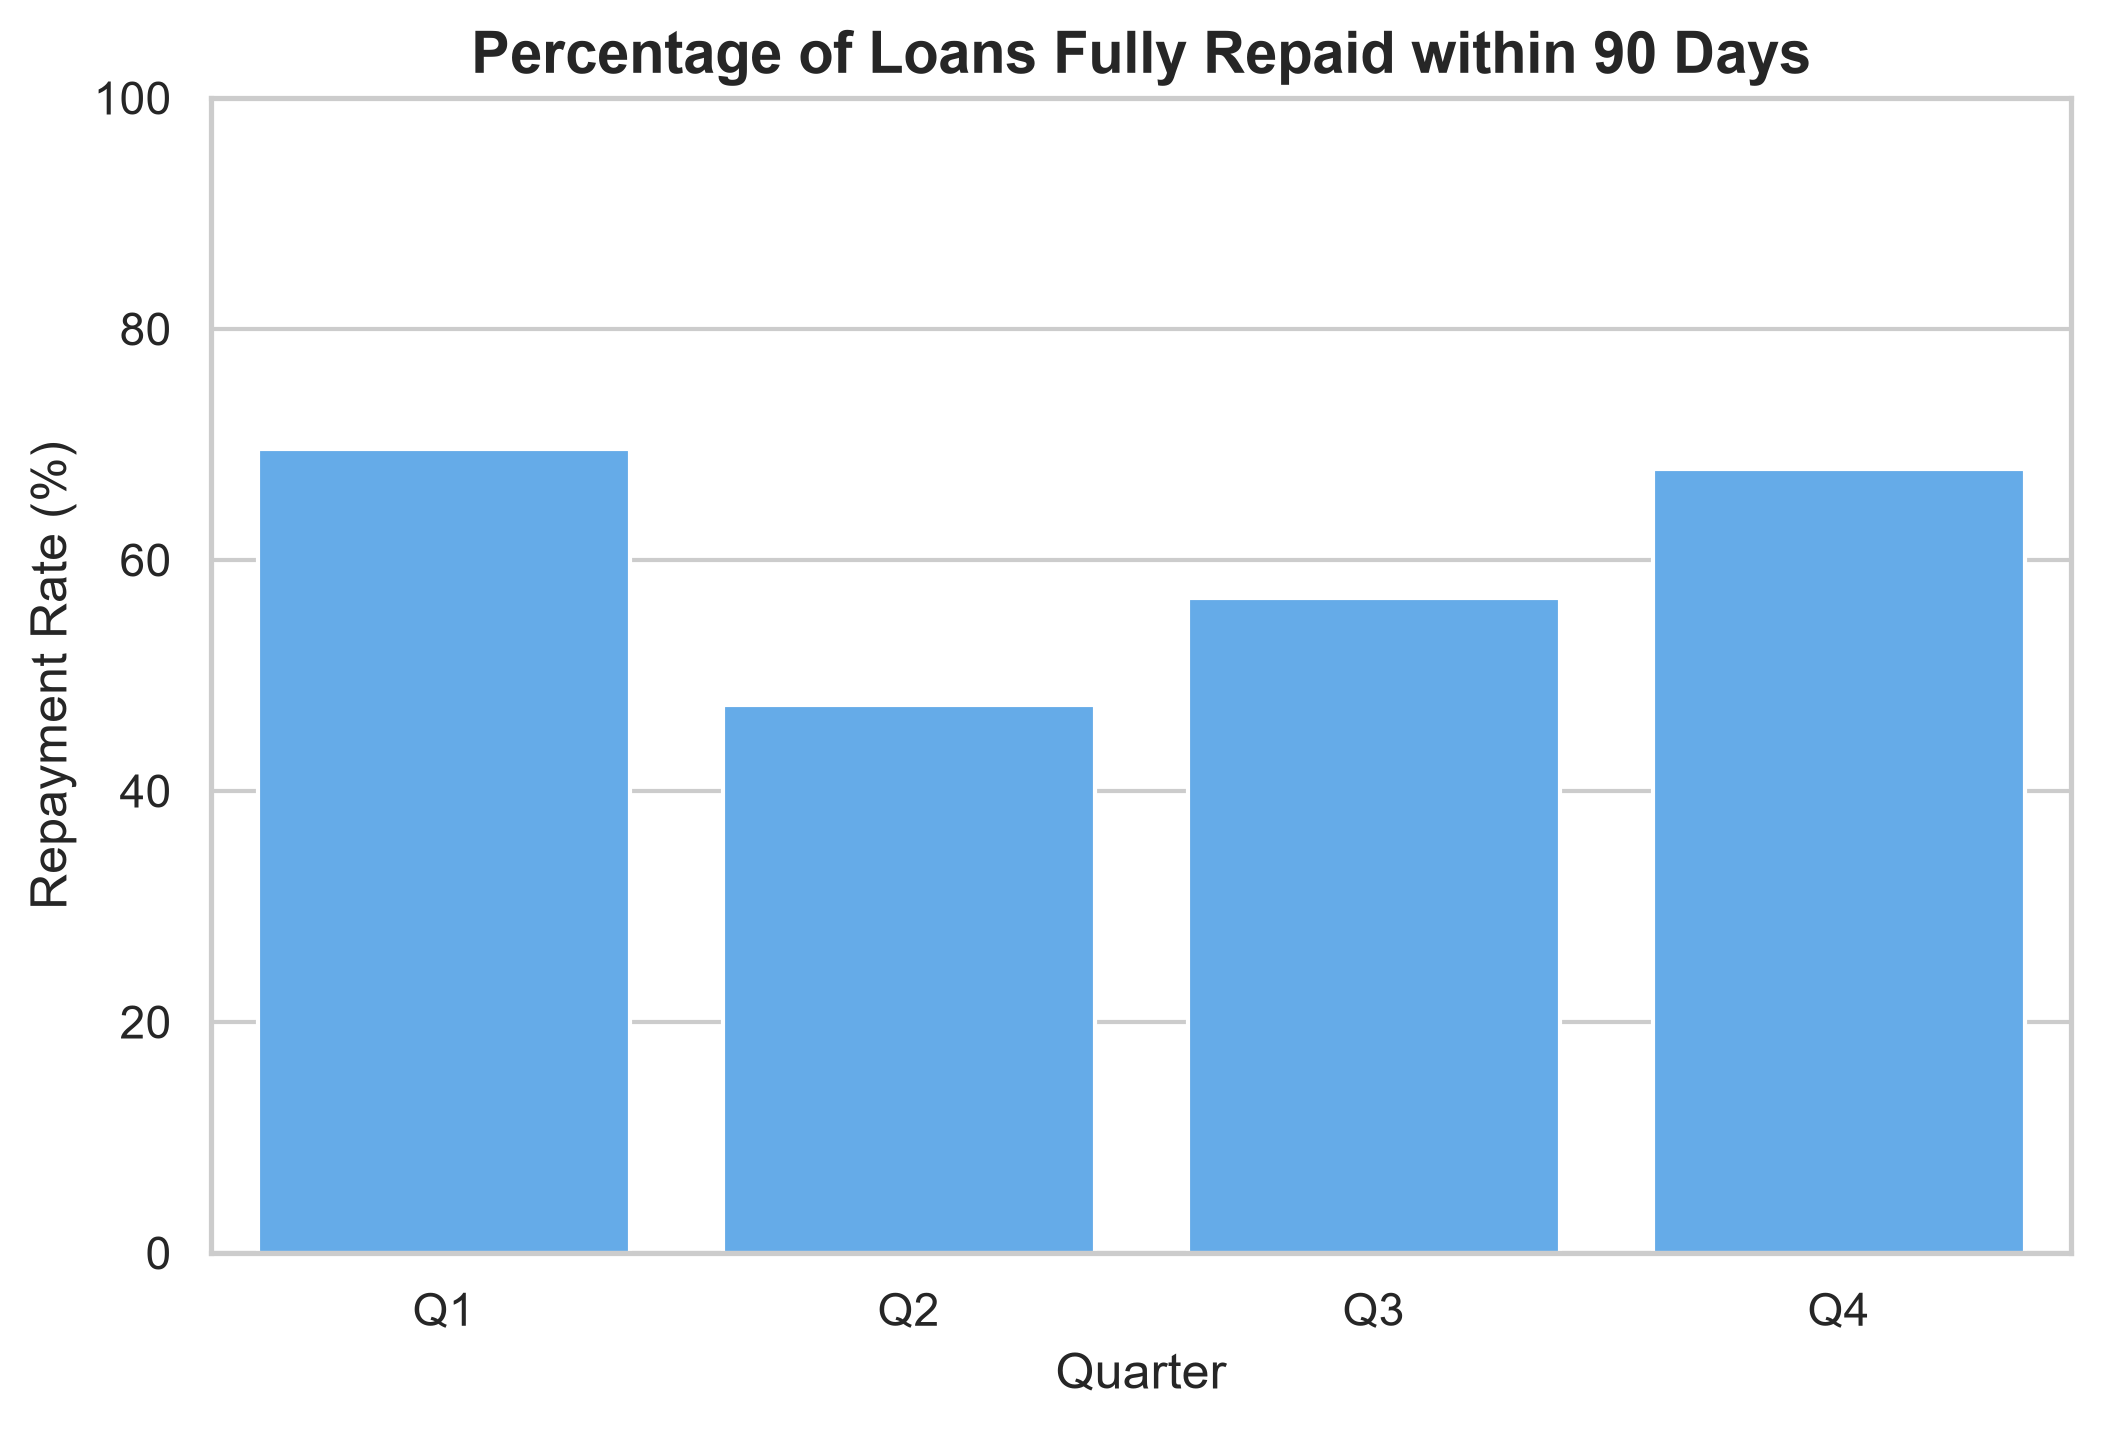 Percentage of Loans Fully Repaid within 90 Days
Repayment Rate (%)
100
80
60
40
20
0
Q1 Q2 Q3 Q4
Quarter